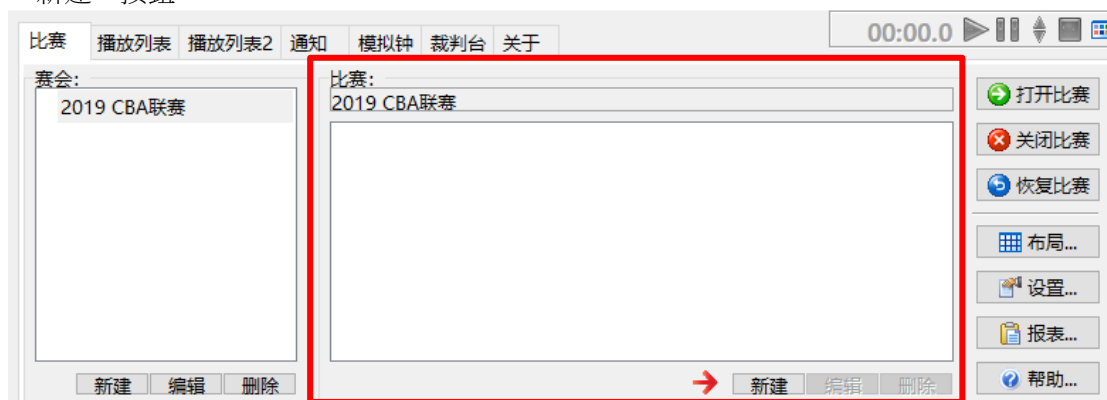 比赛 播放列表 播放列表2 通知 模拟钟 裁判台 关于 00:00.0
赛会: 比赛:
2019 CBA联赛 2019 CBA联赛
打开比赛
关闭比赛
恢复比赛
布局...
设置...
报表...
新建 编辑 删除 新建 编辑 删除 帮助...